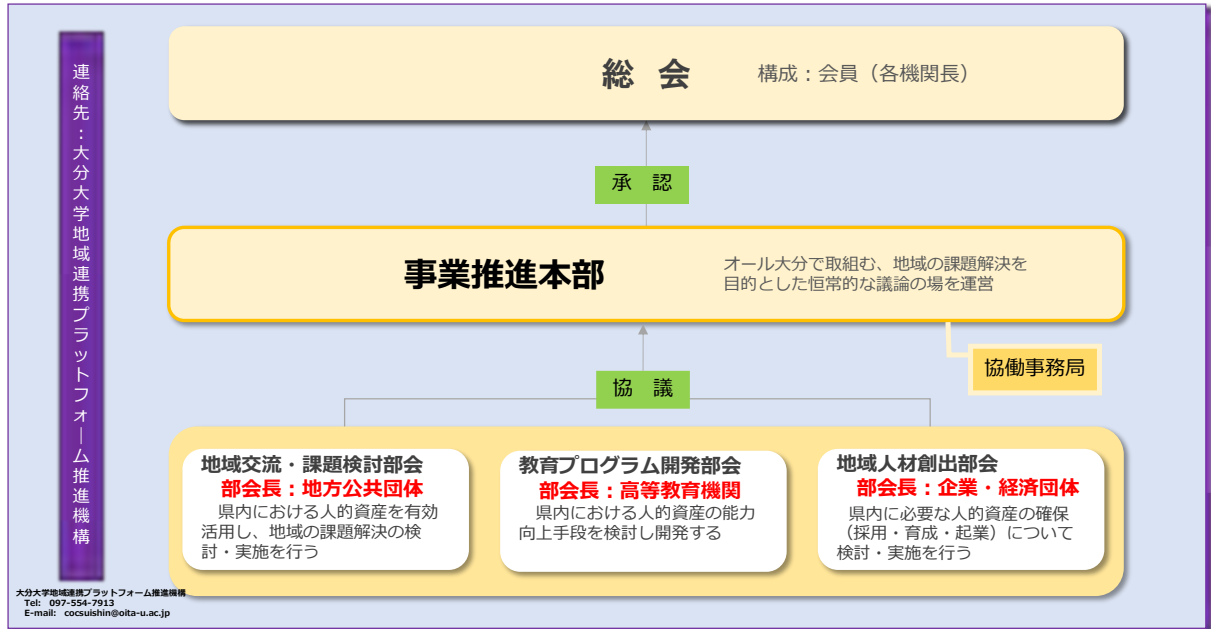 連絡先：大分大学地域連携プラットフォーム推進機構
総　会
構成：会員（各機関長）
承　認
事業推進本部
オール大分で取組む、地域の課題解決を
目的とした恒常的な議論の場を運営
協働事務局
協　議
地域交流・課題検討部会
部会長：地方公共団体
県内における人的資産を有効
活用し、地域の課題解決の検
討・実施を行う
教育プログラム開発部会
部会長：高等教育機関
県内における人的資産の能力
向上手段を検討し開発する
地域人材創出部会
部会長：企業・経済団体
県内に必要な人的資産の確保
（採用・育成・起業）について
検討・実施を行う
大分大学地域連携プラットフォーム推進機構
Tel:　097-554-7913
E-mail:　cocsuishin@oita-u.ac.jp